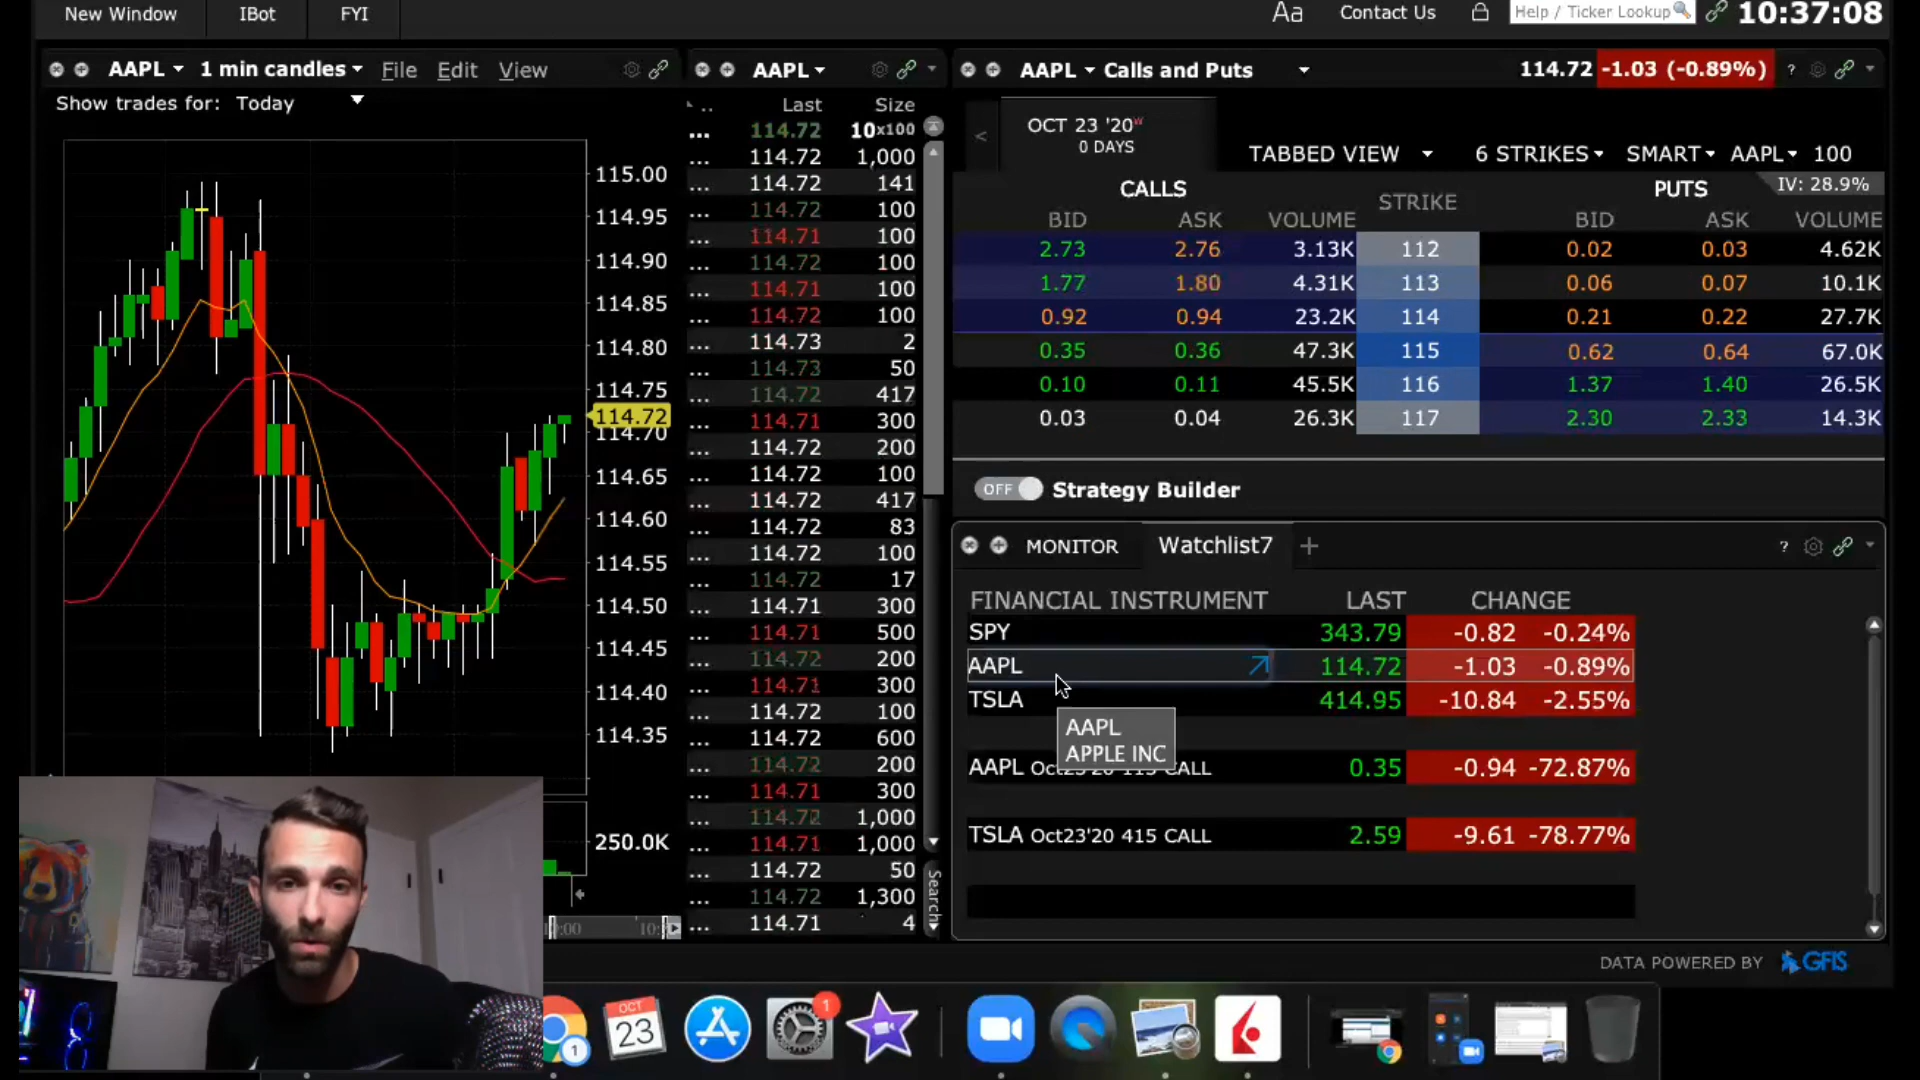 New Window IBot FYI
Aa Contact Us Help / Ticker Lookup 10:37:08
AAPL 1 min candles File Edit View
Show trades for: Today
115.00
114.95
114.90
114.85
114.80
114.75
114.72
114.70
114.65
114.60
114.55
114.50
114.45
114.40
114.35
250.0K
AAPL
Last Size
... 114.72 10x100
... 114.72 1,000
... 114.72 141
... 114.72 100
... 114.71 100
... 114.72 100
... 114.71 100
... 114.72 100
... 114.73 2
... 114.73 50
... 114.72 417
... 114.71 300
... 114.72 200
... 114.72 100
... 114.72 417
... 114.72 83
... 114.72 100
... 114.72 17
... 114.71 300
... 114.71 500
... 114.72 200
... 114.71 300
... 114.72 100
... 114.72 600
... 114.72 200
... 114.71 300
... 114.72 1,000
... 114.71 1,000
... 114.72 50
... 114.72 1,300
... 114.71 4
Search
AAPL Calls and Puts 114.72 -1.03 (-0.89%) ?
< OCT 23 '20 W
0 DAYS
TABBED VIEW 6 STRIKES SMART AAPL 100
CALLS STRIKE PUTS IV: 28.9%
BID ASK VOLUME BID ASK VOLUME
2.73 2.76 3.13K 112 0.02 0.03 4.62K
1.77 1.80 4.31K 113 0.06 0.07 10.1K
0.92 0.94 23.2K 114 0.21 0.22 27.7K
0.35 0.36 47.3K 115 0.62 0.64 67.0K
0.10 0.11 45.5K 116 1.37 1.40 26.5K
0.03 0.04 26.3K 117 2.30 2.33 14.3K
OFF Strategy Builder
MONITOR Watchlist7 + ?
FINANCIAL INSTRUMENT LAST CHANGE
SPY 343.79 -0.82 -0.24%
AAPL 114.72 -1.03 -0.89%
TSLA 414.95 -10.84 -2.55%
AAPL
APPLE INC
AAPL CALL 0.35 -0.94 -72.87%
TSLA Oct23'20 415 CALL 2.59 -9.61 -78.77%
DATA POWERED BY GFIS
1
OCT
23
1